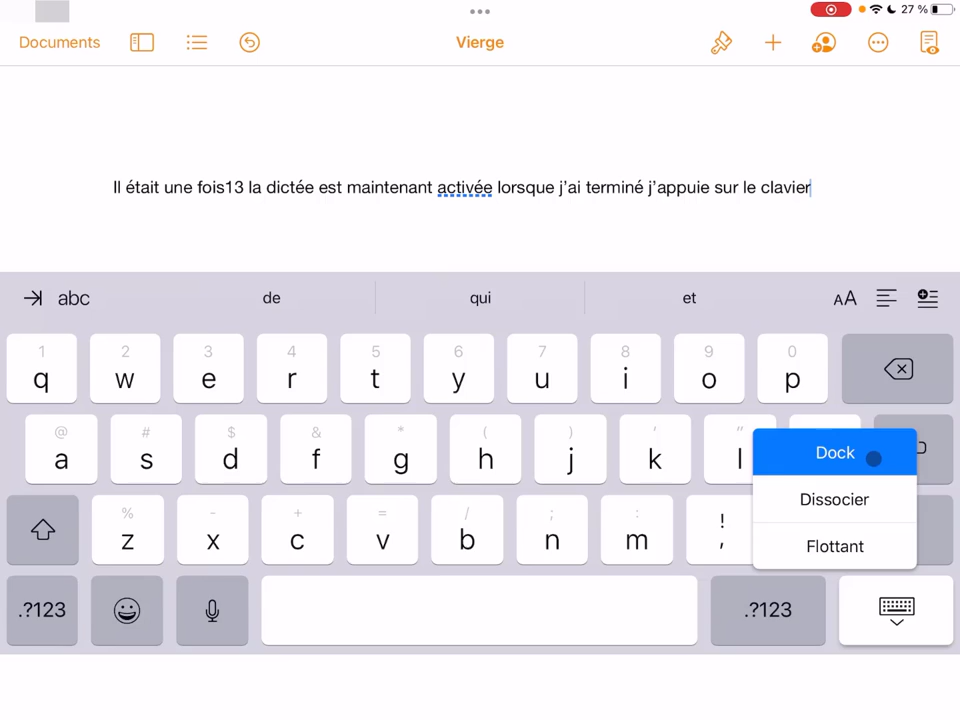 27 %
Documents
Vierge
Il était une fois13 la dictée est maintenant activée lorsque j’ai terminé j’appuie sur le clavier
abc de qui et AA
1 2 3 4 5 6 7 8 9 0
q w e r t y u i o p
@ # $ & * ( ) ' "
a s d f g h j k l
Dock
Dissocier
Flottant
% - + = / ; : !
z x c v b n m ,
.?123 .?123